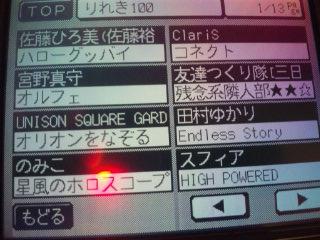 TOP
りれき100
1/13
佐藤ひろ美(佐藤裕
ハローグッバイ
宮野真守
オルフェ
UNISON SQUARE GARD
オリオンをなぞる
のみこ
星風のホロスコープ
ClariS
コネクト
友達つくり隊[三日
残念系隣人部★★☆
田村ゆかり
Endless Story
スフィア
HIGH POWERED
もどる